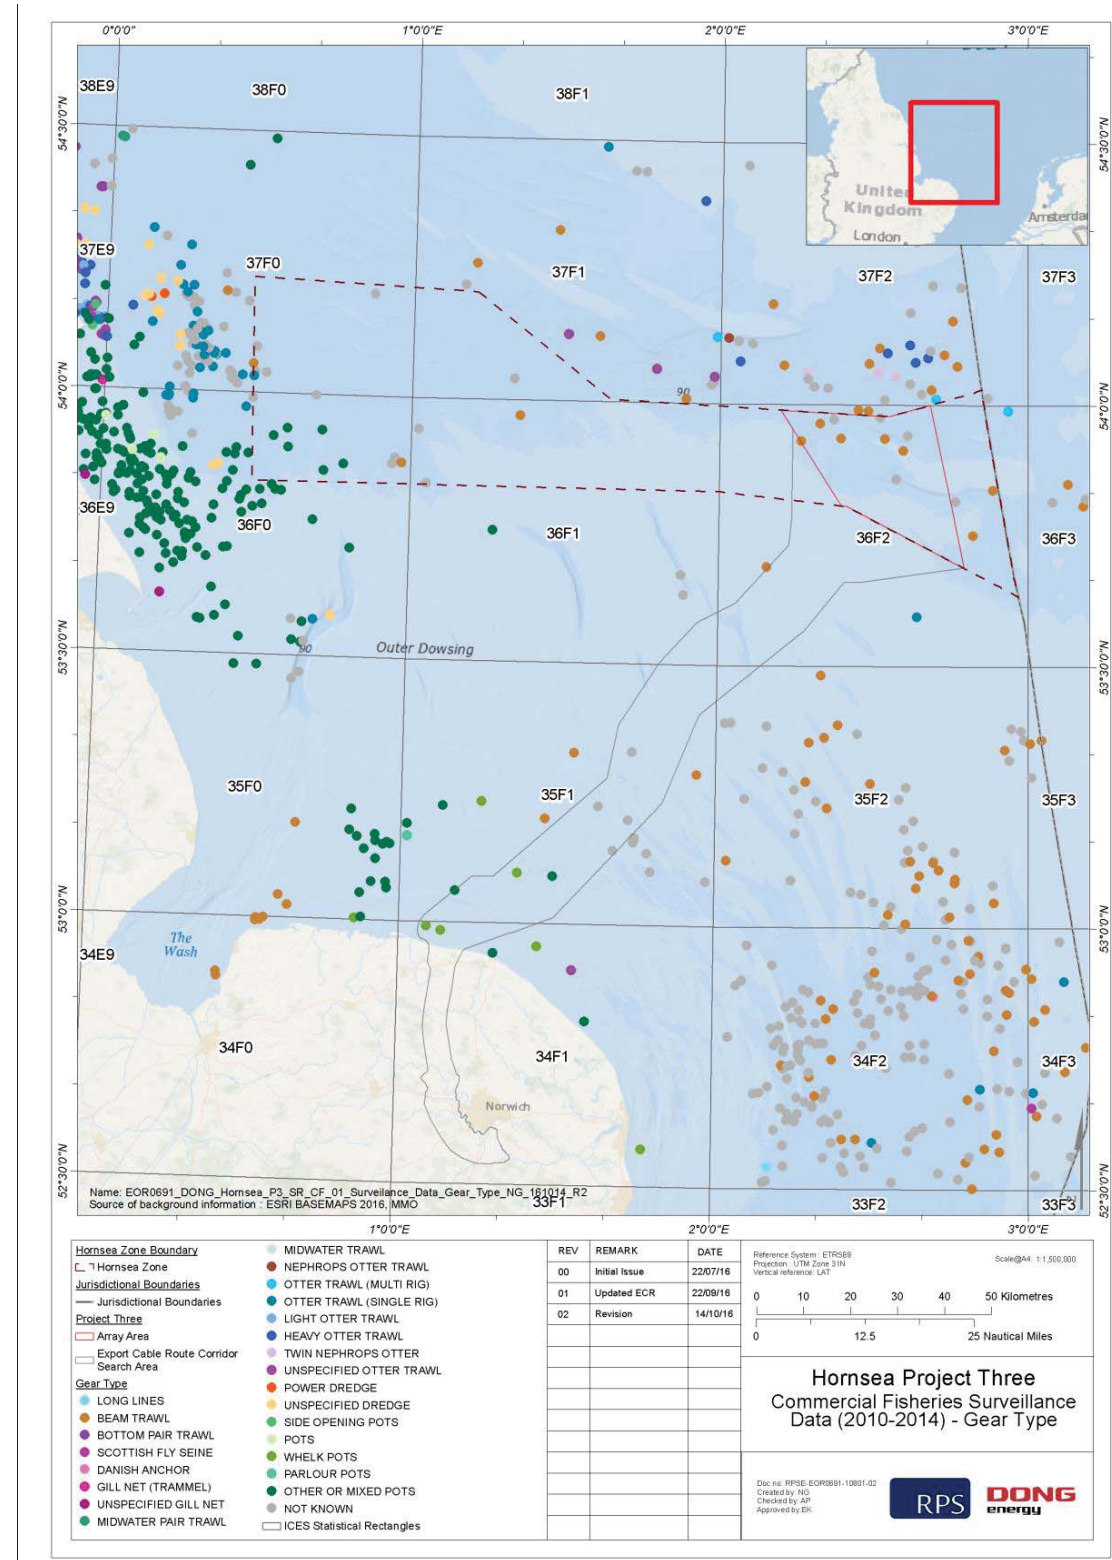 0°0'0"
1°0'0"E
2°0'0"E
3°0'0"E
38E9
38F0
38F1
54°30'0"N
54°30'0"N
United
Kingdom
London
Amsterda
37E9
37F0
37F1
37F2
37F3
54°0'0"N
90
54°0'0"N
36E9
36F0
36F1
36F2
36F3
53°30'0"N
90
Outer Dowsing
53°30'0"N
35F0
35F1
35F2
35F3
53°0'0"N
53°0'0"N
The
Wash
34E9
34F0
34F1
34F2
34F3
Norwich
52°30'0"N
52°30'0"N
Name: EOR0691_DONG_Hornsea_P3_SR_CF_01_Surveilance_Data_Gear_Type_NG_161014_R2
Source of background information : ESRI BASEMAPS 2016, MMO
33F1
33F2
33F3
1°0'0"E
2°0'0"E
3°0'0"E
Hornsea Zone Boundary
Hornsea Zone
Jurisdictional Boundaries
Jurisdictional Boundaries
Project Three
Array Area
Export Cable Route Corridor
Search Area
Gear Type
LONG LINES
BEAM TRAWL
BOTTOM PAIR TRAWL
SCOTTISH FLY SEINE
DANISH ANCHOR
GILL NET (TRAMMEL)
UNSPECIFIED GILL NET
MIDWATER PAIR TRAWL
MIDWATER TRAWL
NEPHROPS OTTER TRAWL
OTTER TRAWL (MULTI RIG)
OTTER TRAWL (SINGLE RIG)
LIGHT OTTER TRAWL
HEAVY OTTER TRAWL
TWIN NEPHROPS OTTER
UNSPECIFIED OTTER TRAWL
POWER DREDGE
UNSPECIFIED DREDGE
SIDE OPENING POTS
POTS
WHELK POTS
PARLOUR POTS
OTHER OR MIXED POTS
NOT KNOWN
ICES Statistical Rectangles
REV REMARK DATE
00 Initial Issue 22/07/16
01 Updated ECR 22/09/16
02 Revision 14/10/16
Reference System : ETRS89
Projection : UTM Zone 31N
Vertical reference: LAT
Scale@A4: 1:1,500,000
0 10 20 30 40 50 Kilometres
0 12.5 25 Nautical Miles
Hornsea Project Three
Commercial Fisheries Surveillance
Data (2010-2014) - Gear Type
Doc no: RPSE-EOR0691-10801-02
Created by: NG
Checked by: AP
Approved by:EK
RPS
DONG
energy